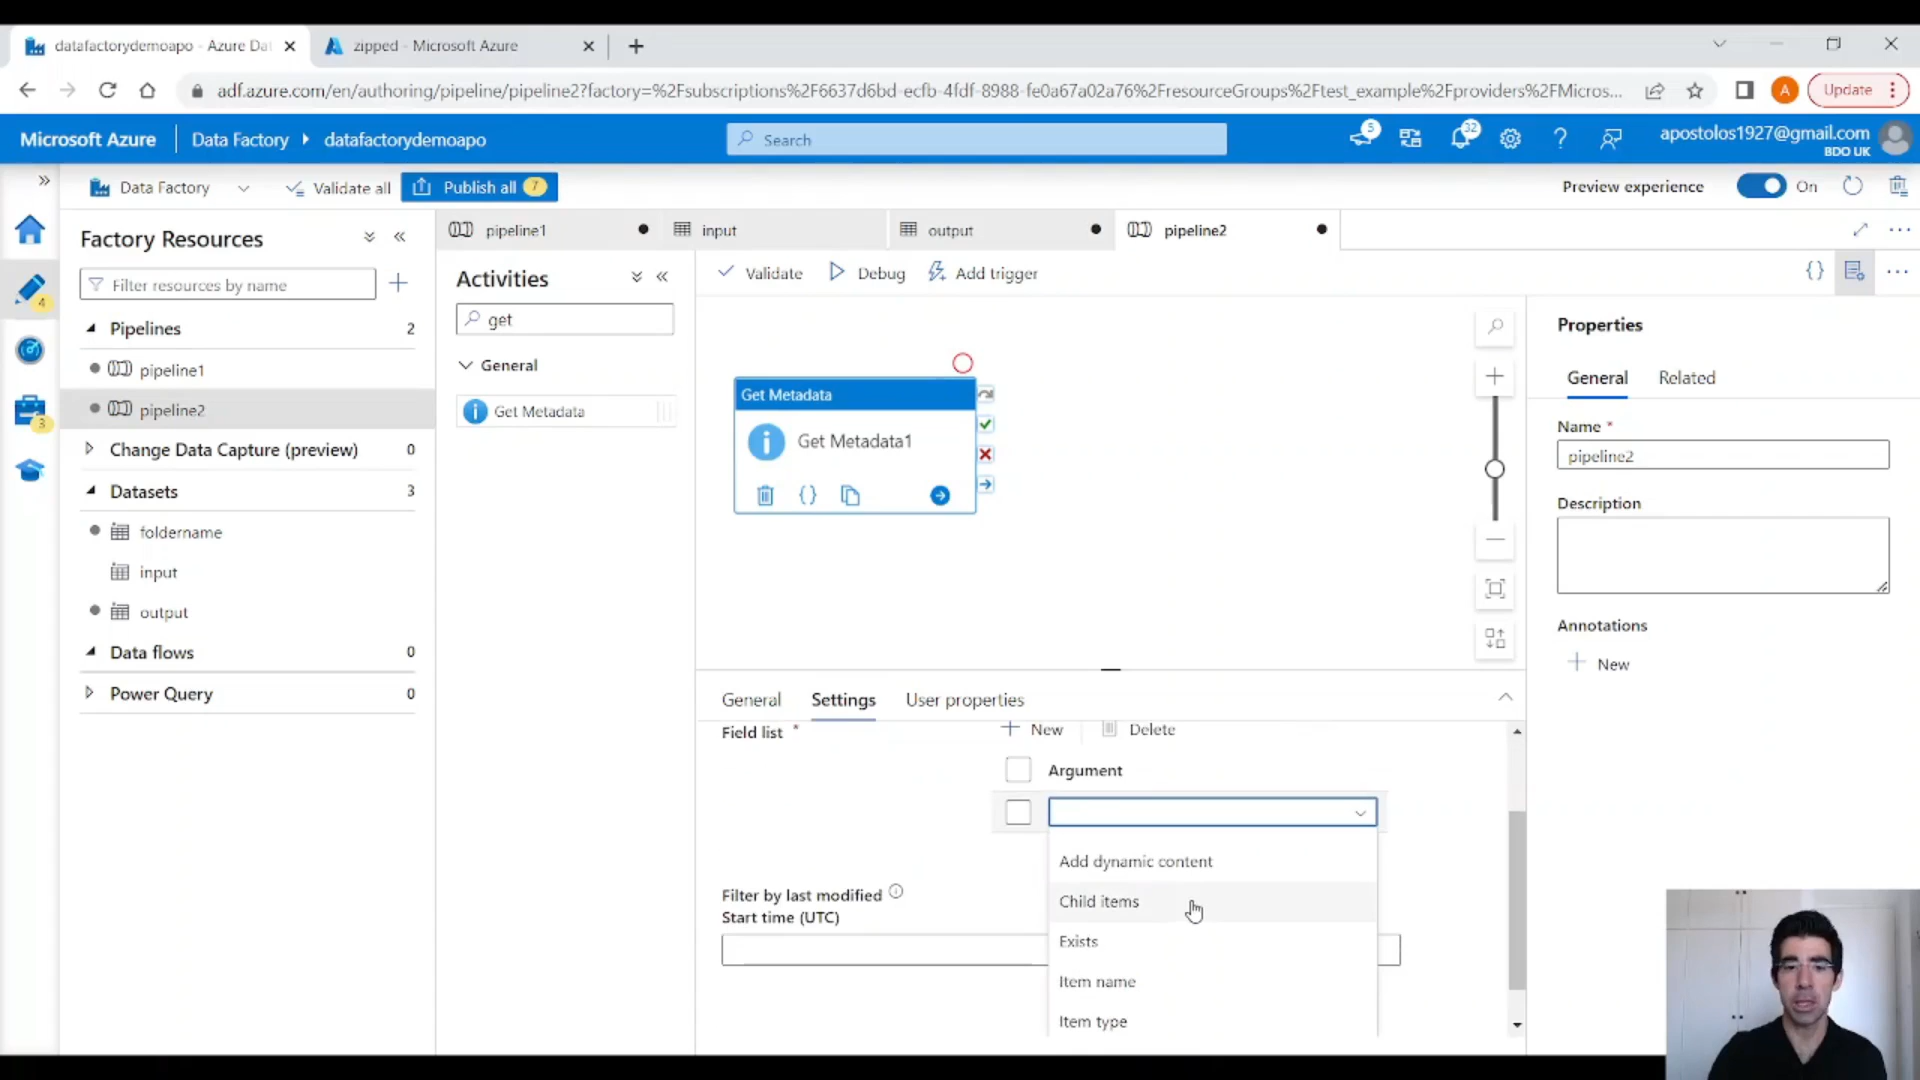 datafactorydemoapo - Azure Dat
zipped - Microsoft Azure
adf.azure.com/en/authoring/pipeline/pipeline2?factory=%2Fsubscriptions%2F6637d6bd-ecfb-4fdf-8988-fe0a67a02a76%2FresourceGroups%2Ftest_example%2Fproviders%2FMicros...
A
Update
Microsoft Azure
Data Factory
datafactorydemoapo
Search
5
32
apostolos1927@gmail.com
BDO UK
Data Factory
Validate all
Publish all
7
Preview experience
On
Factory Resources
Filter resources by name
Pipelines
2
pipeline1
pipeline2
Change Data Capture (preview)
0
Datasets
3
foldername
input
output
Data flows
0
Power Query
0
4
3
pipeline1
input
output
pipeline2
Activities
get
General
Get Metadata
Validate
Debug
Add trigger
Get Metadata
Get Metadata1
General
Settings
User properties
Field list *
New
Delete
Argument
Add dynamic content
Child items
Exists
Item name
Item type
Filter by last modified
Start time (UTC)
Properties
General
Related
Name *
pipeline2
Description
Annotations
New